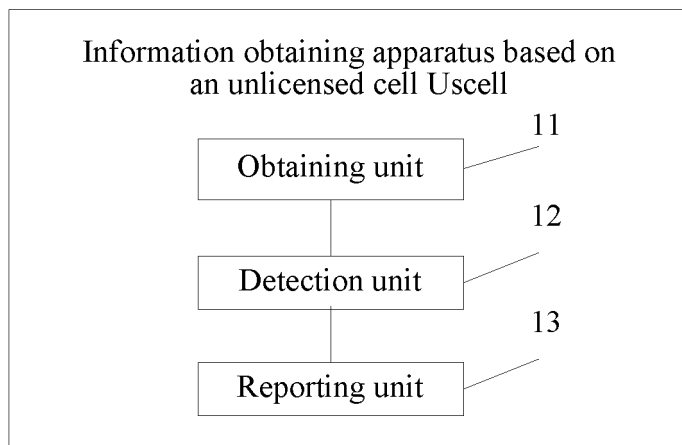 Information obtaining apparatus based on
an unlicensed cell Uscell
11
Obtaining unit
12
Detection unit
13
Reporting unit